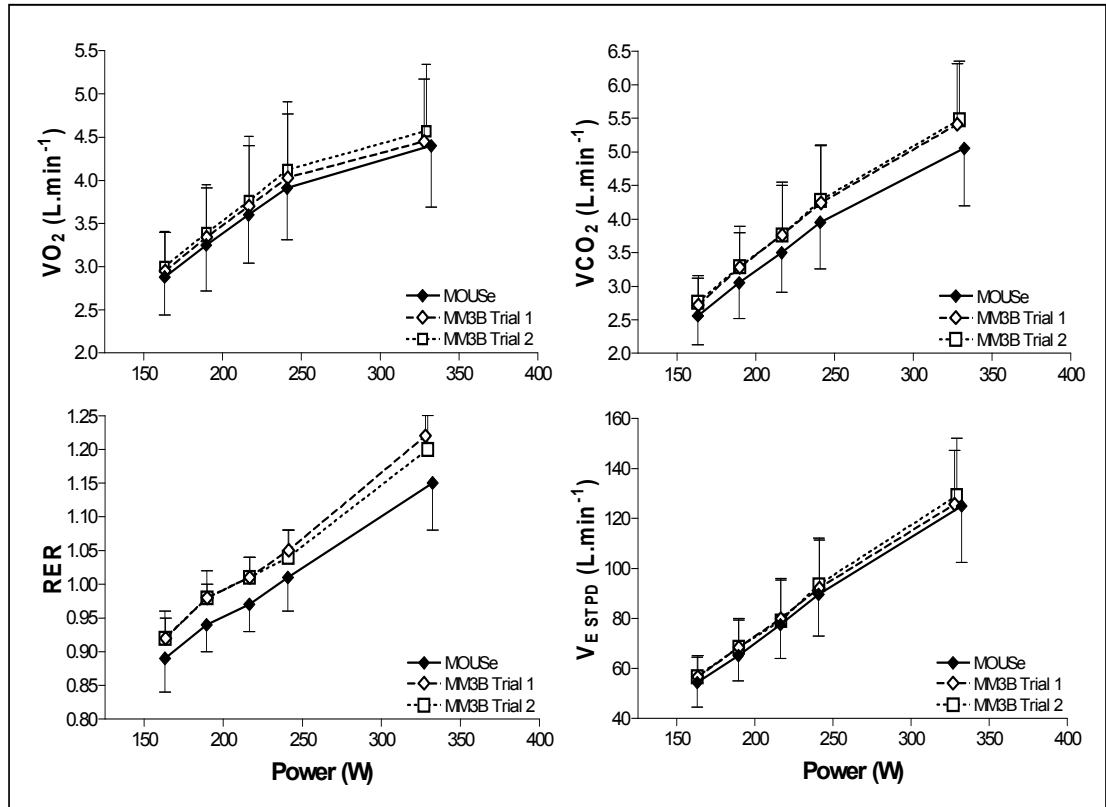 VO₂ (L.min⁻¹)
5.5
5.0
4.5
4.0
3.5
3.0
2.5
2.0
150 200 250 300 350 400
MOUSe
MM3B Trial 1
MM3B Trial 2
VCO₂ (L.min⁻¹)
6.5
6.0
5.5
5.0
4.5
4.0
3.5
3.0
2.5
2.0
150 200 250 300 350 400
MOUSe
MM3B Trial 1
MM3B Trial 2
RER
1.25
1.20
1.15
1.10
1.05
1.00
0.95
0.90
0.85
0.80
150 200 250 300 350 400
Power (W)
MOUSe
MM3B Trial 1
MM3B Trial 2
V_E STPD (L.min⁻¹)
160
140
120
100
80
60
40
150 200 250 300 350 400
Power (W)
MOUSe
MM3B Trial 1
MM3B Trial 2